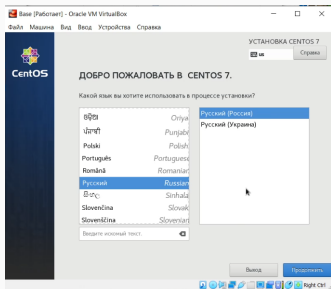 Base [Работает] - Oracle VM VirtualBox
Файл Машина Вид Ввод Устройства Справка
УСТАНОВКА CENTOS 7
us
Справка
CentOS
ДОБРО ПОЖАЛОВАТЬ В CENTOS 7.
Какой язык вы хотите использовать в процессе установки?
ଓଡ଼ିଆ Oriya
ਪੰਜਾਬੀ Punjabi
Polski Polish
Português Portuguese
Română Romanian
Русский Russian
සිංහල Sinhala
Slovenčina Slovak
Slovenščina Slovenian
Русский (Россия)
Русский (Украина)
Введите искомый текст.
Выход
Продолжить
Right Ctrl